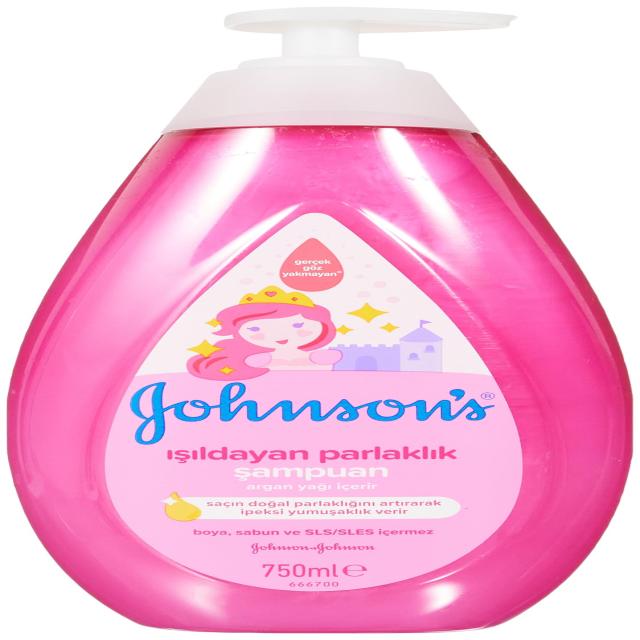 gerçek
göz
yakmayan™
Johnson's®
ışıldayan parlaklık
şampuan
argan yağı içerir
saçın doğal parlaklığını artırarak
ipeksi yumuşaklık verir
boya, sabun ve SLS/SLES içermez
Johnson & Johnson
750ml℮
666700